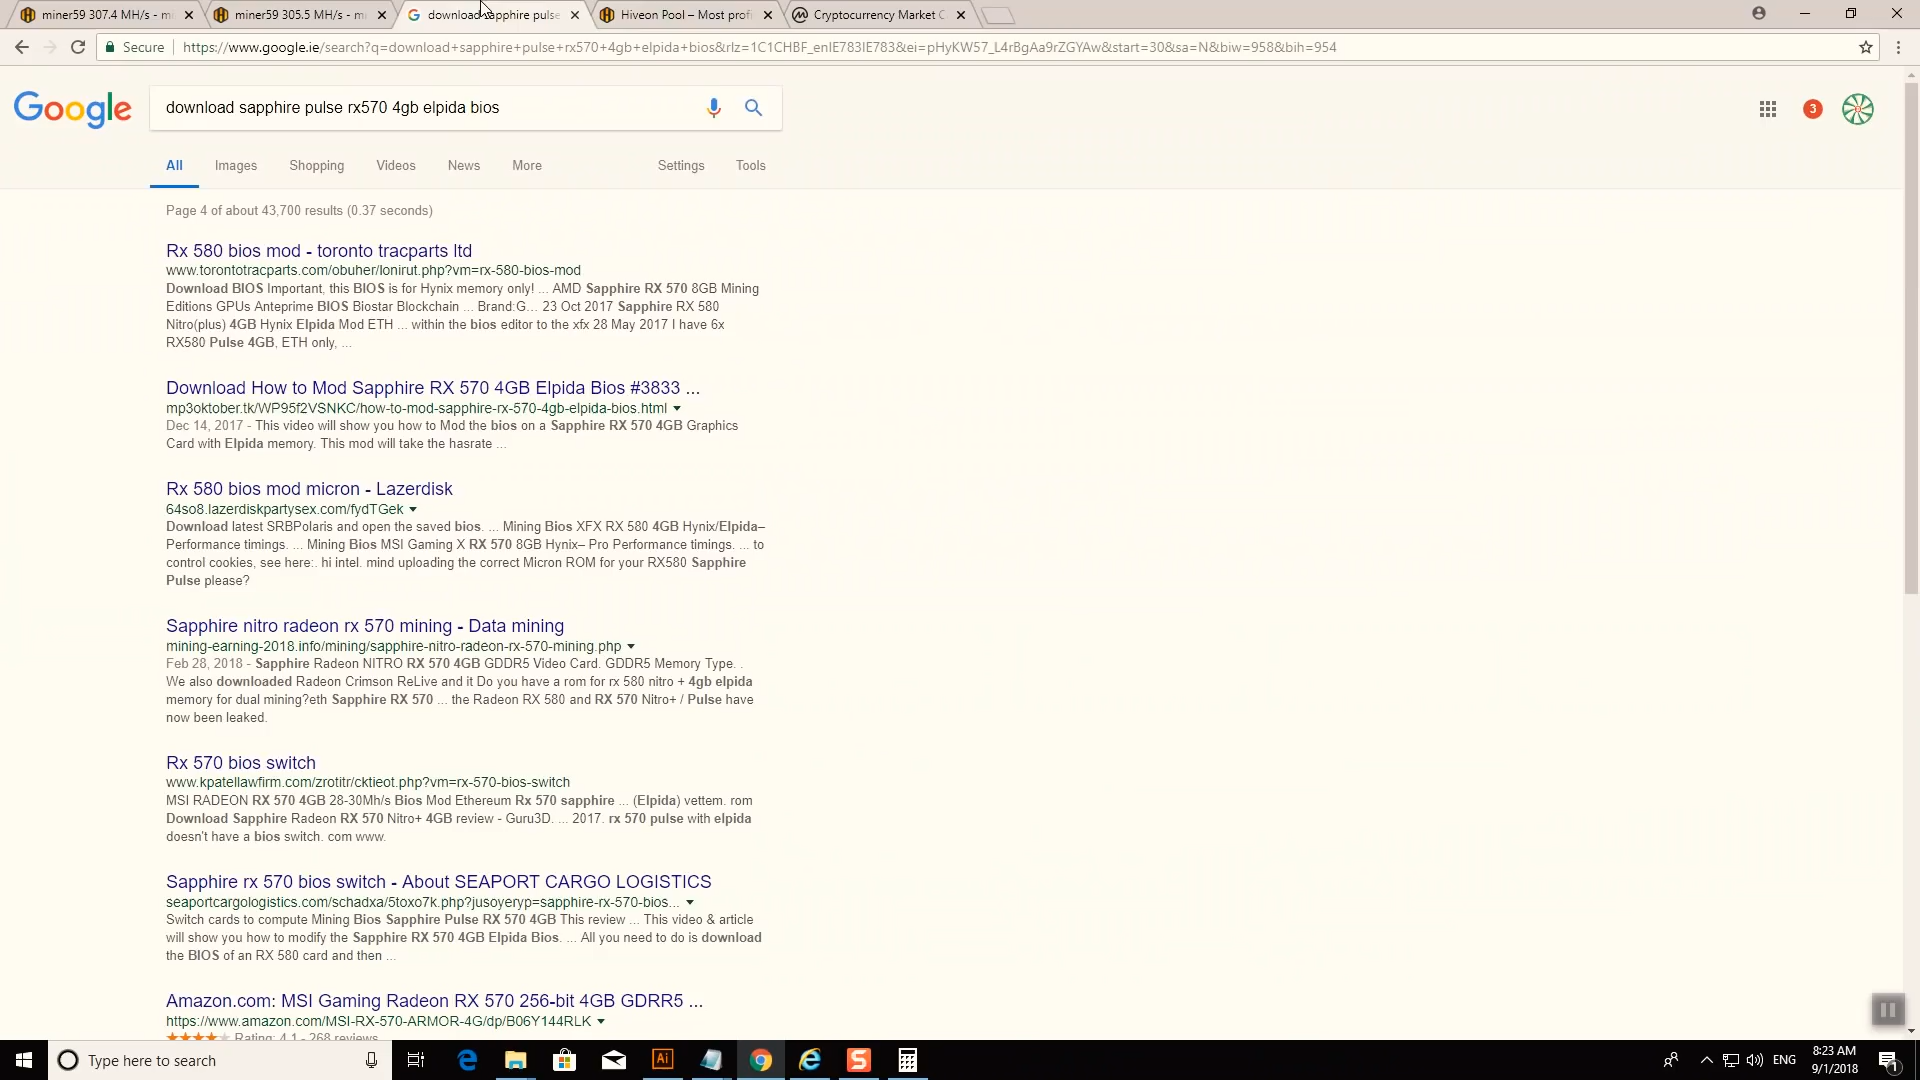 miner59 307.4 MH/s - mi
miner59 305.5 MH/s - mi
download sapphire pulse
Hiveon Pool – Most profi
Cryptocurrency Market C
Secure
https://www.google.ie/search?q=download+sapphire+pulse+rx570+4gb+elpida+bios&rlz=1C1CHBF_enIE783IE783&ei=pHyKW57_L4rBgAa9rZGYAw&start=30&sa=N&biw=958&bih=954
Google
download sapphire pulse rx570 4gb elpida bios
3
All Images Shopping Videos News More Settings Tools
Page 4 of about 43,700 results (0.37 seconds)
Rx 580 bios mod - toronto tracparts ltd
www.torontotracparts.com/obuher/lonirut.php?vm=rx-580-bios-mod
Download BIOS Important, this BIOS is for Hynix memory only! ... AMD Sapphire RX 570 8GB Mining
Editions GPUs Anteprime BIOS Biostar Blockchain ... Brand:G… 23 Oct 2017 Sapphire RX 580
Nitro(plus) 4GB Hynix Elpida Mod ETH ... within the bios editor to the xfx 28 May 2017 I have 6x
RX580 Pulse 4GB, ETH only, ...
Download How to Mod Sapphire RX 570 4GB Elpida Bios #3833 ...
mp3oktober.tk/WP95f2VSNKC/how-to-mod-sapphire-rx-570-4gb-elpida-bios.html
Dec 14, 2017 - This video will show you how to Mod the bios on a Sapphire RX 570 4GB Graphics
Card with Elpida memory. This mod will take the hasrate ...
Rx 580 bios mod micron - Lazerdisk
64so8.lazerdiskpartysex.com/fydTGek
Download latest SRBPolaris and open the saved bios. ... Mining Bios XFX RX 580 4GB Hynix/Elpida–
Performance timings. ... Mining Bios MSI Gaming X RX 570 8GB Hynix– Pro Performance timings. ... to
control cookies, see here:. hi intel. mind uploading the correct Micron ROM for your RX580 Sapphire
Pulse please?
Sapphire nitro radeon rx 570 mining - Data mining
mining-earning-2018.info/mining/sapphire-nitro-radeon-rx-570-mining.php
Feb 28, 2018 - Sapphire Radeon NITRO RX 570 4GB GDDR5 Video Card. GDDR5 Memory Type. .
We also downloaded Radeon Crimson ReLive and it Do you have a rom for rx 580 nitro + 4gb elpida
memory for dual mining?eth Sapphire RX 570 ... the Radeon RX 580 and RX 570 Nitro+ / Pulse have
now been leaked.
Rx 570 bios switch
www.kpatellawfirm.com/zrotitr/cktieot.php?vm=rx-570-bios-switch
MSI RADEON RX 570 4GB 28-30Mh/s Bios Mod Ethereum Rx 570 sapphire ... (Elpida) vettem. rom
Download Sapphire Radeon RX 570 Nitro+ 4GB review - Guru3D. ... 2017. rx 570 pulse with elpida
doesn't have a bios switch. com www.
Sapphire rx 570 bios switch - About SEAPORT CARGO LOGISTICS
seaportcargologistics.com/schadxa/5toxo7k.php?jusoyeryp=sapphire-rx-570-bios...
Switch cards to compute Mining Bios Sapphire Pulse RX 570 4GB This review ... This video & article
will show you how to modify the Sapphire RX 570 4GB Elpida Bios. ... All you need to do is download
the BIOS of an RX 580 card and then ...
Amazon.com: MSI Gaming Radeon RX 570 256-bit 4GB GDRR5 ...
https://www.amazon.com/MSI-RX-570-ARMOR-4G/dp/B06Y144RLK
Rating: 4.1 - 268 reviews
Type here to search
Ai
S
ENG
8:23 AM
9/1/2018
1